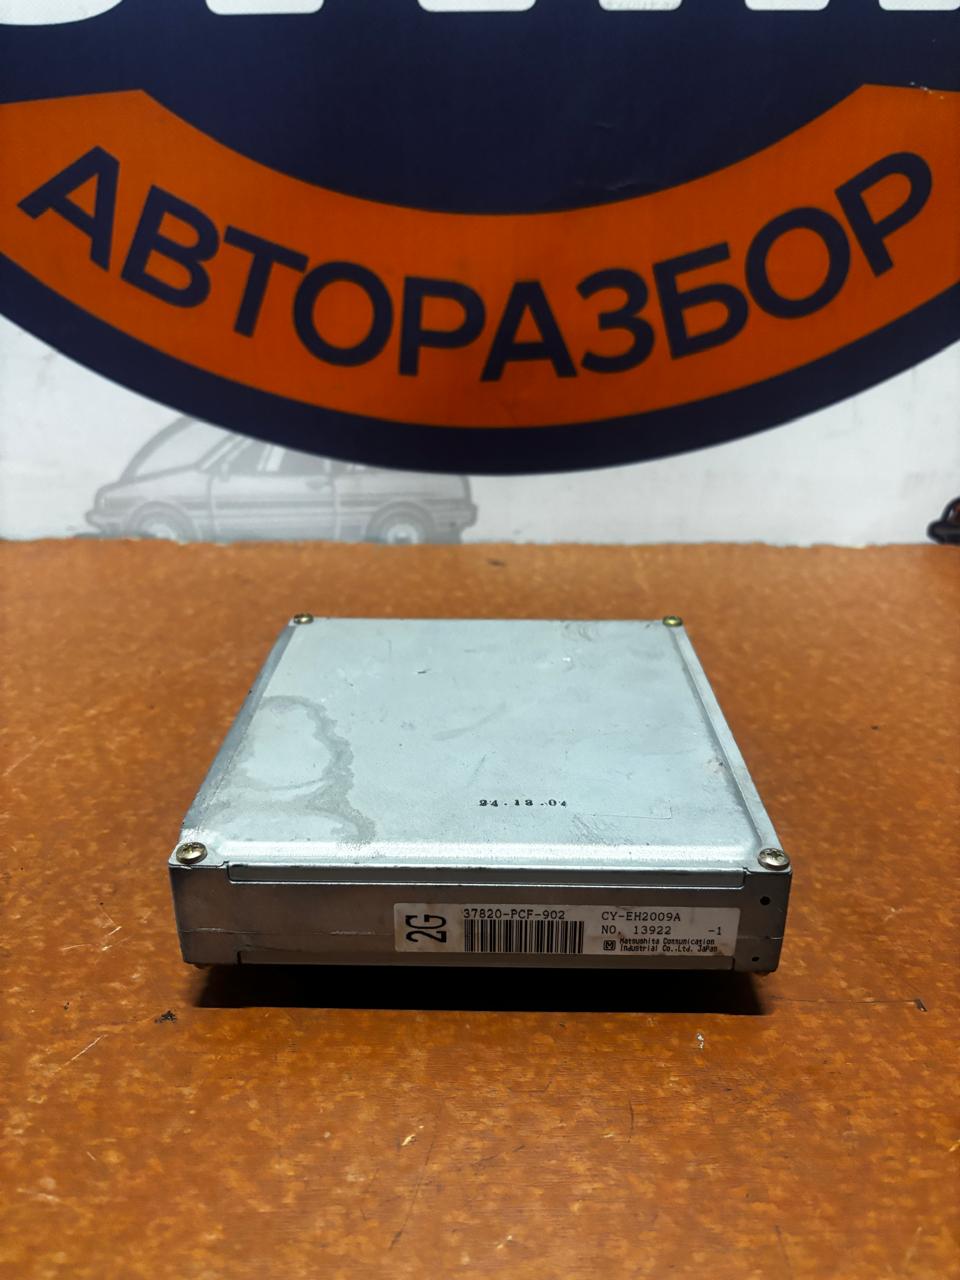 АВТОРАЗБОР
24.12.04
2G
37820-PCF-902
CY-EH2009A
NO. 13922 -1
Matsushita Communication
Industrial Co.,Ltd. Japan